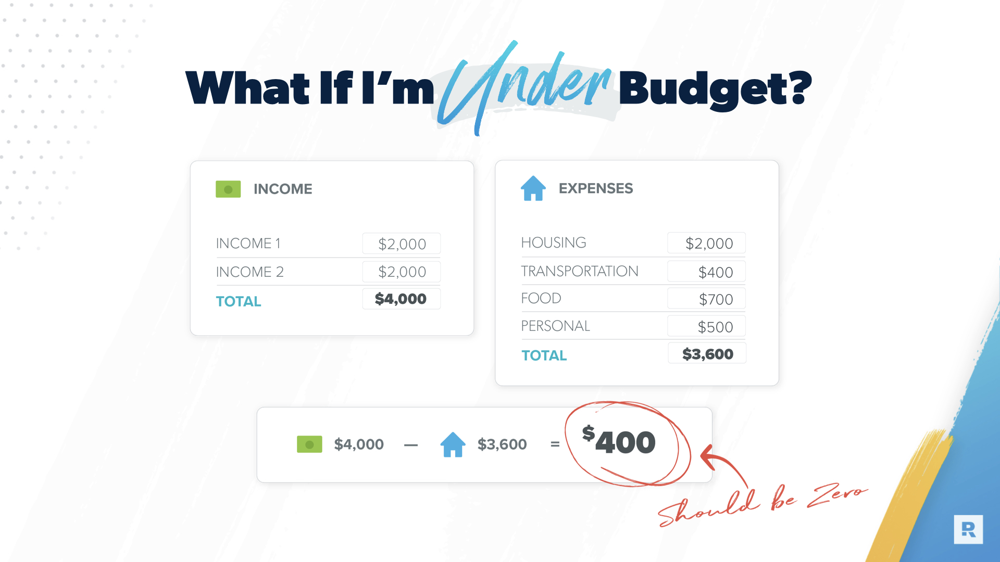 What If I’m Under Budget?
INCOME
INCOME 1 $2,000
INCOME 2 $2,000
TOTAL $4,000
EXPENSES
HOUSING $2,000
TRANSPORTATION $400
FOOD $700
PERSONAL $500
TOTAL $3,600
$4,000 — $3,600 = $400
Should be Zero
R